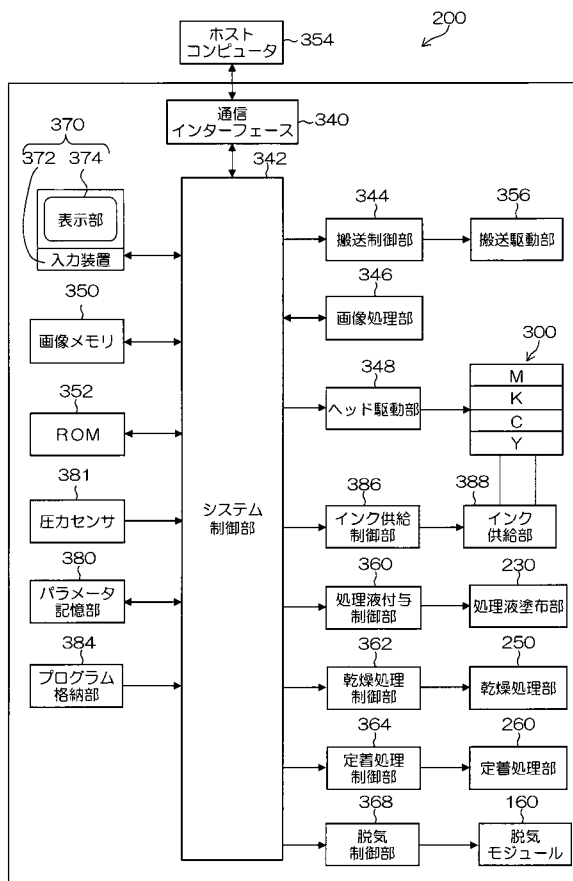 200
ホスト
コンピュータ
354
通信
インターフェース
340
370
372
374
342
表示部
入力装置
344
搬送制御部
356
搬送駆動部
350
画像メモリ
346
画像処理部
352
ROM
348
ヘッド駆動部
300
M
K
C
Y
381
圧力センサ
システム
制御部
386
インク供給
制御部
388
インク
供給部
380
パラメータ
記憶部
360
処理液付与
制御部
230
処理液塗布部
384
プログラム
格納部
362
乾燥処理
制御部
250
乾燥処理部
364
定着処理
制御部
260
定着処理部
368
脱気
制御部
160
脱気
モジュール